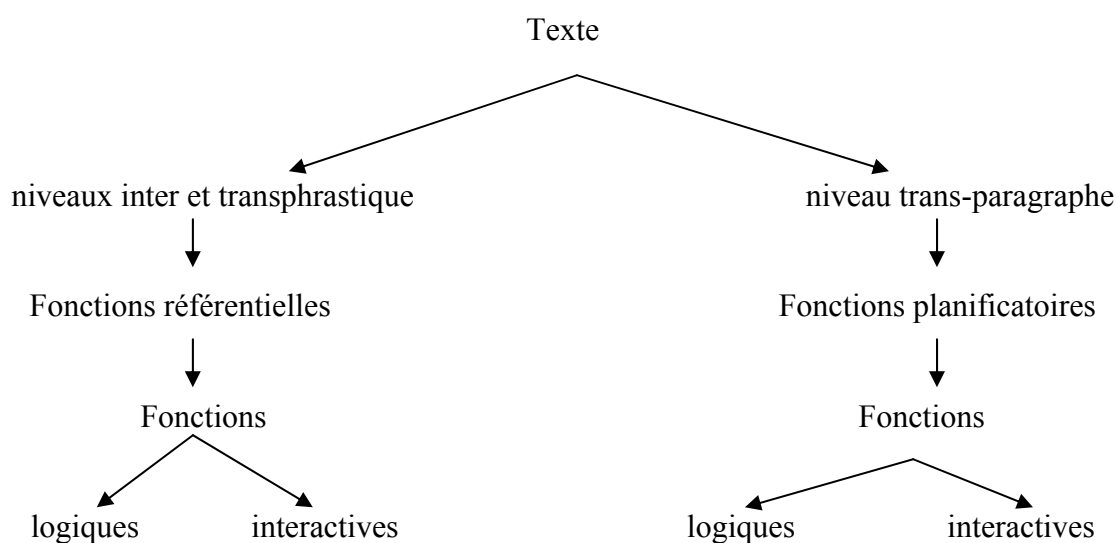 Texte
niveaux inter et transphrastique
niveau trans-paragraphe
Fonctions référentielles
Fonctions planificatoires
Fonctions
Fonctions
logiques
interactives
logiques
interactives